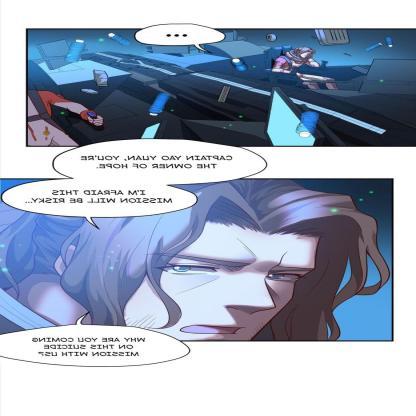 ...
CAPTAIN YAO YUAN, YOU'RE
THE OWNER OF HOPE.
I'M AFRAID THIS
MISSION WILL BE RISKY...
WHY ARE YOU COMING
ON THIS SUICIDE
MISSION WITH US?